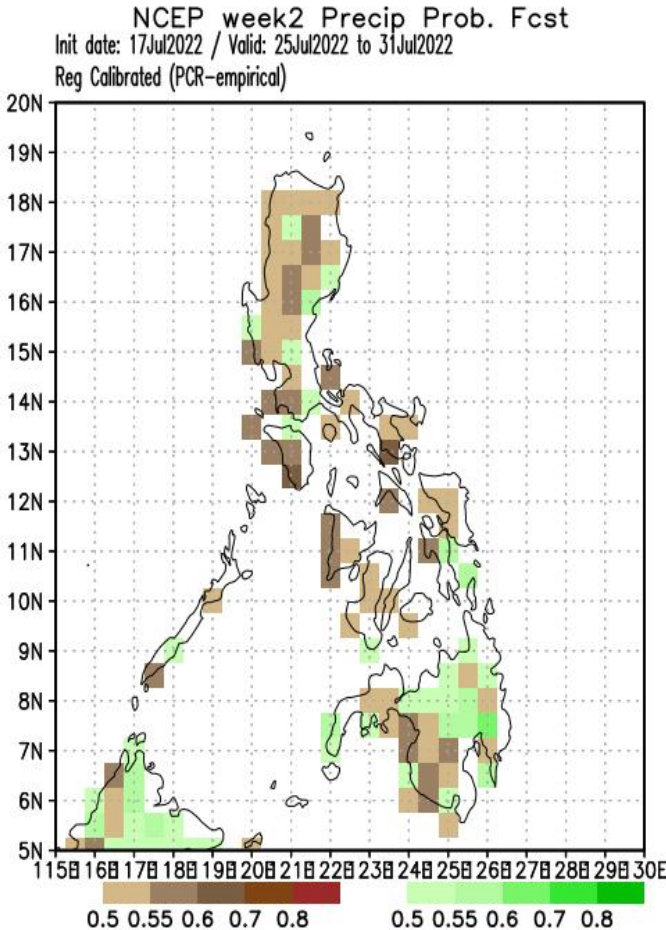 NCEP week2 Precip Prob. Fcst
Init date: 17Jul2022 / Valid: 25Jul2022 to 31Jul2022
Reg Calibrated (PCR-empirical)
20N
19N
18N
17N
16N
15N
14N
13N
12N
11N
10N
9N
8N
7N
6N
5N
115E 116E 117E 118E 119E 120E 121E 122E 123E 124E 125E 126E 127E 128E 129E 130E
0.5 0.55 0.6 0.7 0.8 0.5 0.55 0.6 0.7 0.8